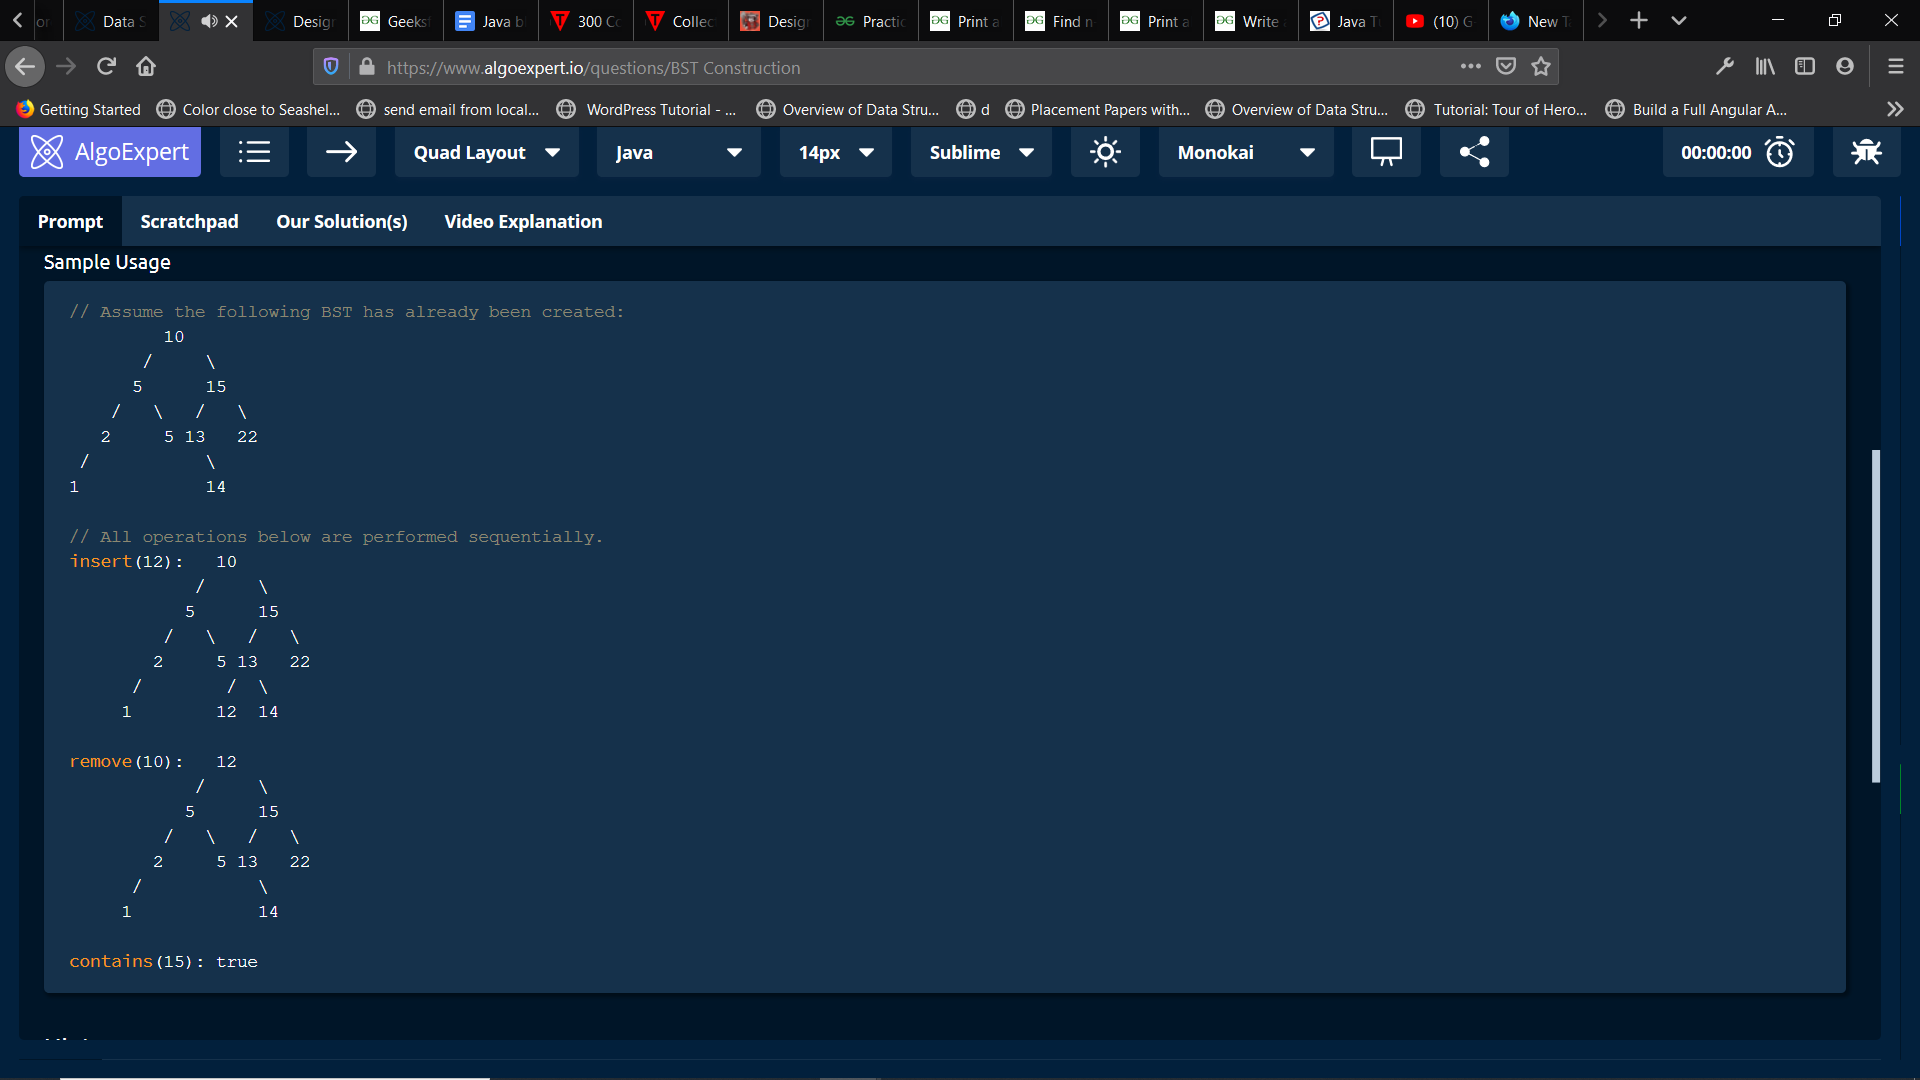 Data S
Design
Geeks
Java b
300 Co
Collec
Design
Practic
Print a
Find n
Print a
Write
Java T
(10) G
New T
https://www.algoexpert.io/questions/BST Construction
Getting Started
Color close to Seashel...
send email from local...
WordPress Tutorial - ...
Overview of Data Stru...
d
Placement Papers with...
Overview of Data Stru...
Tutorial: Tour of Hero...
Build a Full Angular A...
AlgoExpert
Quad Layout
Java
14px
Sublime
Monokai
00:00:00
Prompt
Scratchpad
Our Solution(s)
Video Explanation
Sample Usage
// Assume the following BST has already been created:
         10
       /     \
      5      15
    /   \   /   \
   2     5 13   22
 /           \
1            14
// All operations below are performed sequentially.
insert(12):   10
            /     \
           5      15
         /   \   /   \
        2     5 13   22
      /        /  \
     1        12  14
remove(10):   12
            /     \
           5      15
         /   \   /   \
        2     5 13   22
      /           \
     1            14
contains(15): true